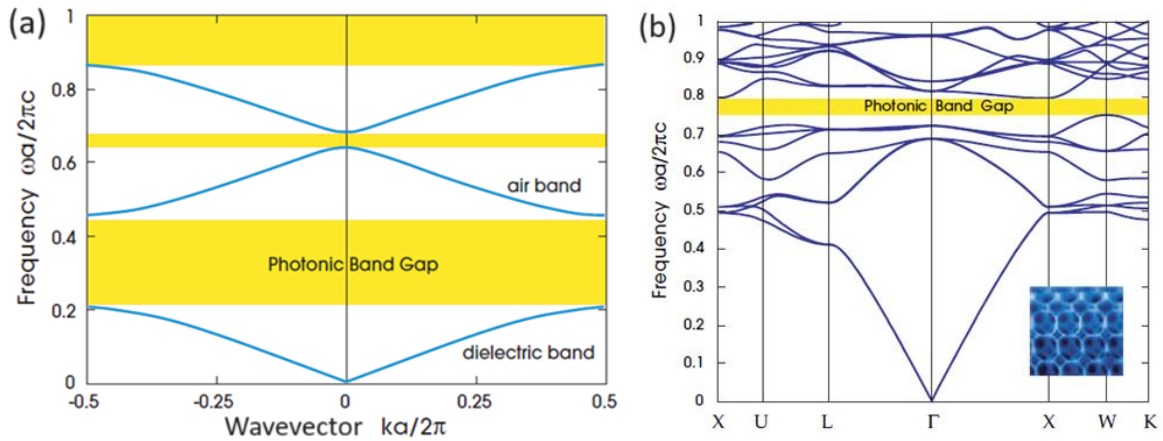 (a)
1
0.8
0.6
0.4
0.2
0
Frequency ωa/2πc
air band
Photonic Band Gap
dielectric band
-0.5 -0.25 0 0.25 0.5
Wavevector ka/2π
(b)
1
0.9
0.8
0.7
0.6
0.5
0.4
0.3
0.2
0.1
0
Frequency ωa/2πc
Photonic Band Gap
X U L Γ X W K